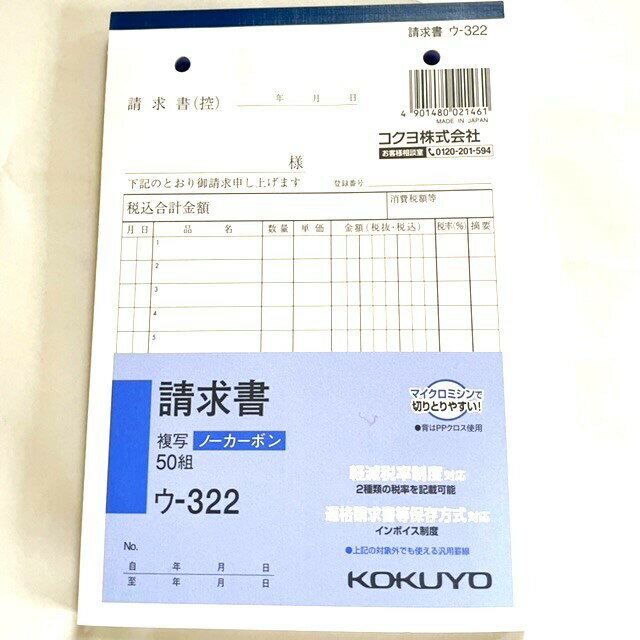 請求書 ウ-322
請求書(控) 年 月 日
4 901480 021461
MADE IN JAPAN
コクヨ株式会社
お客様相談室 0120-201-594
様
下記のとおり御請求申し上げます 登録番号
税込合計金額 消費税額等
月 日 品 名 数量 単価 金額(税抜・税込) 税率(%) 摘要
1
2
3
4
5
請求書
複写 ノーカーボン
50組
ウ-322
マイクロミシンで
切りとりやすい!
●背はPPクロス使用
軽減税率制度対応
2種類の税率を記載可能
適格請求書等保存方式対応
インボイス制度
●上記の対象外でも使える汎用罫線
No.
自 年 月 日
至 年 月 日
KOKUYO